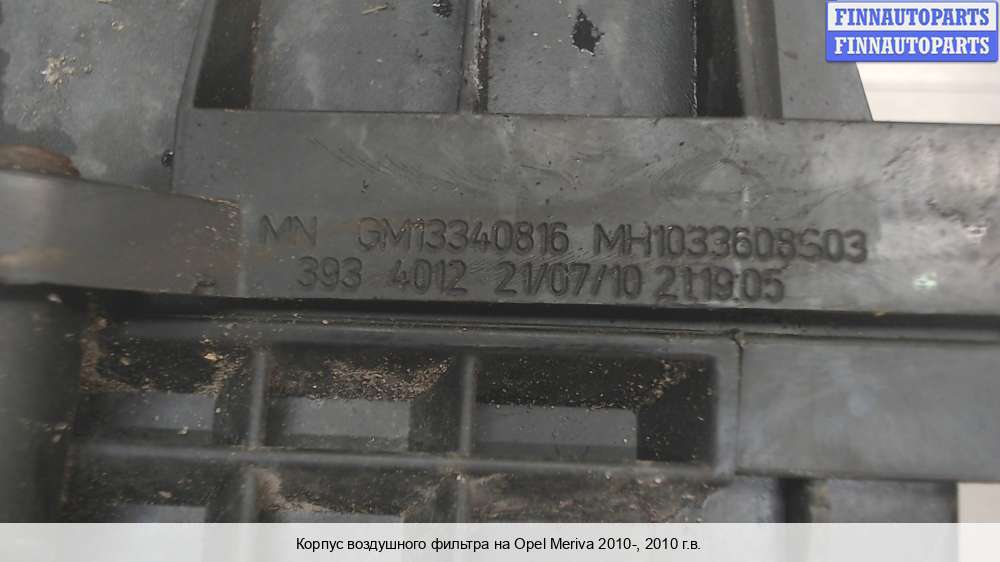 FINNAUTOPARTS
FINNAUTOPARTS
MN GM13340816 MH1033608S03
393 4012 21/07/10 21:19:05
Корпус воздушного фильтра на Opel Meriva 2010-, 2010 г.в.